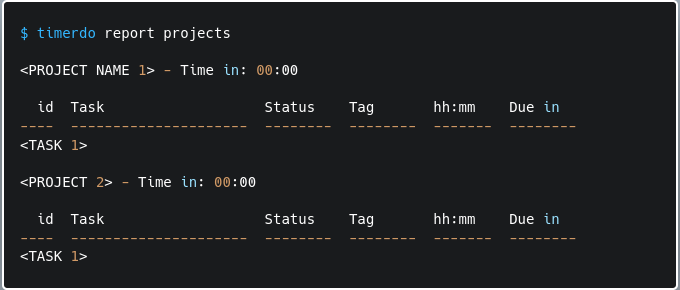 $ timerdo report projects
<PROJECT NAME 1> - Time in: 00:00
id  Task                   Status    Tag       hh:mm    Due in
----  ---------------------  --------  --------  -------  --------
<TASK 1>
<PROJECT 2> - Time in: 00:00
id  Task                   Status    Tag       hh:mm    Due in
----  ---------------------  --------  --------  -------  --------
<TASK 1>